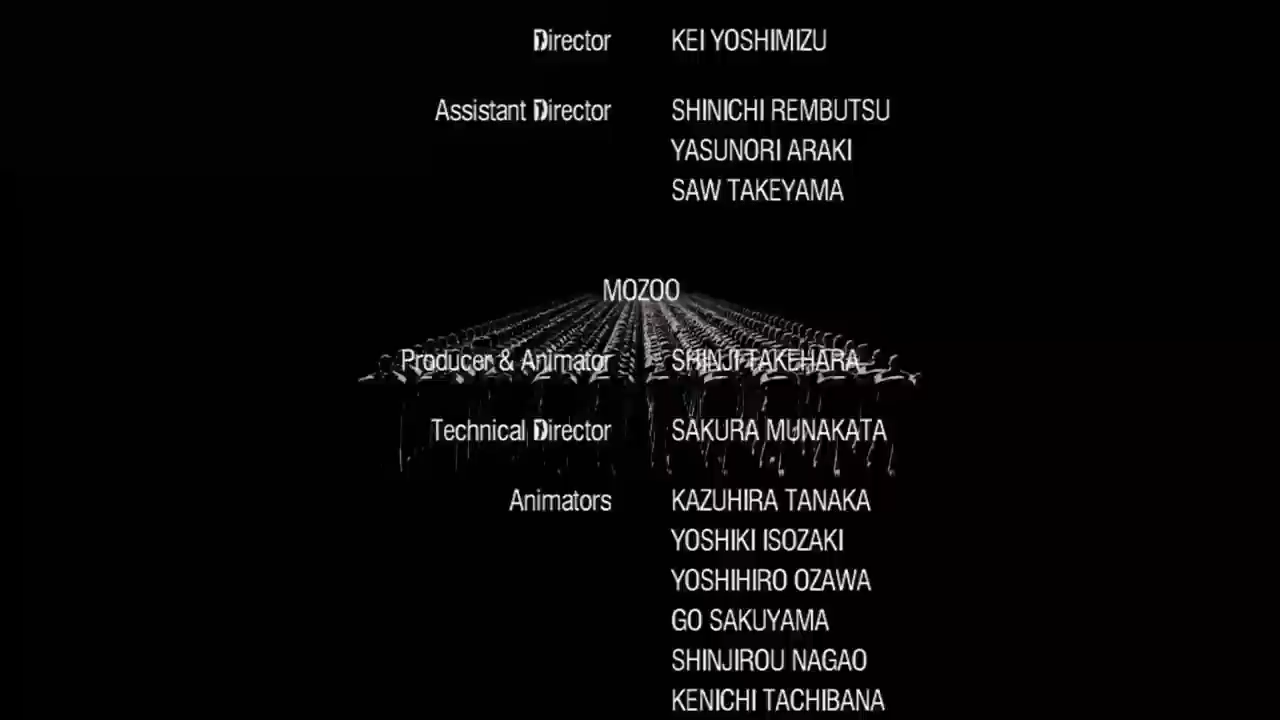 Director KEI YOSHIMIZU
Assistant Director SHINICHI REMBUTSU
YASUNORI ARAKI
SAW TAKEYAMA
MOZOO
Producer & Animator SHINJI TAKEHARA
Technical Director SAKURA MUNAKATA
Animators KAZUHIRA TANAKA
YOSHIKI ISOZAKI
YOSHIHIRO OZAWA
GO SAKUYAMA
SHINJIROU NAGAO
KENICHI TACHIBANA